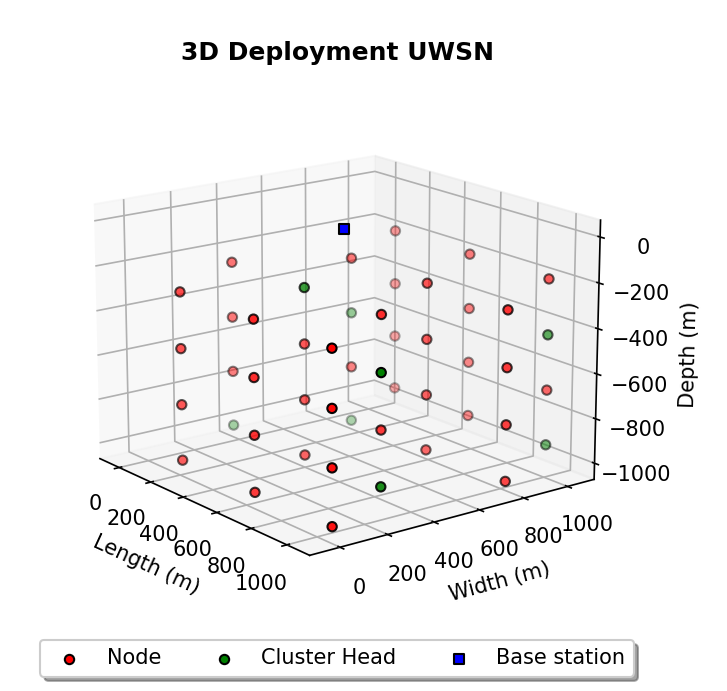 3D Deployment UWSN
0
−200
−400
−600
−800
−1000
Depth (m)
0
200
400
600
800
1000
Length (m)
0
200
400
600
800
1000
Width (m)
Node
Cluster Head
Base station